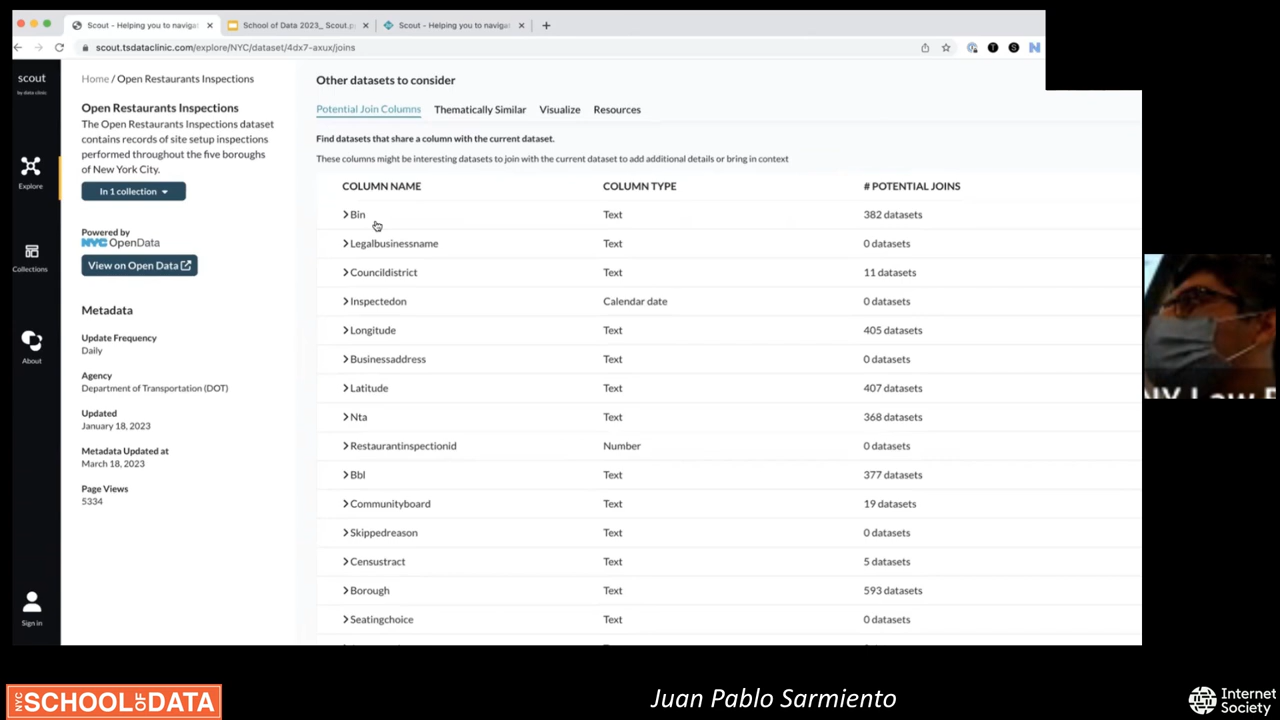 Scout - Helping you to navigat
School of Data 2023_ Scout.p
Scout - Helping you to navigat
scout.tsdataclinic.com/explore/NYC/dataset/4dx7-axux/joins
scout
by data clinic
Explore
Collections
About
Sign in
Home / Open Restaurants Inspections
Open Restaurants Inspections
The Open Restaurants Inspections dataset
contains records of site setup inspections
performed throughout the five boroughs
of New York City.
In 1 collection
Powered by
NYC OpenData
View on Open Data
Metadata
Update Frequency
Daily
Agency
Department of Transportation (DOT)
Updated
January 18, 2023
Metadata Updated at
March 18, 2023
Page Views
5334
Other datasets to consider
Potential Join Columns Thematically Similar Visualize Resources
Find datasets that share a column with the current dataset.
These columns might be interesting datasets to join with the current dataset to add additional details or bring in context
COLUMN NAME COLUMN TYPE # POTENTIAL JOINS
Bin Text 382 datasets
Legalbusinessname Text 0 datasets
Councildistrict Text 11 datasets
Inspectedon Calendar date 0 datasets
Longitude Text 405 datasets
Businessaddress Text 0 datasets
Latitude Text 407 datasets
Nta Text 368 datasets
Restaurantinspectionid Number 0 datasets
Bbl Text 377 datasets
Communityboard Text 19 datasets
Skippedreason Text 0 datasets
Censustract Text 5 datasets
Borough Text 593 datasets
Seatingchoice Text 0 datasets
NYC SCHOOL OF DATA
Juan Pablo Sarmiento
Internet
Society